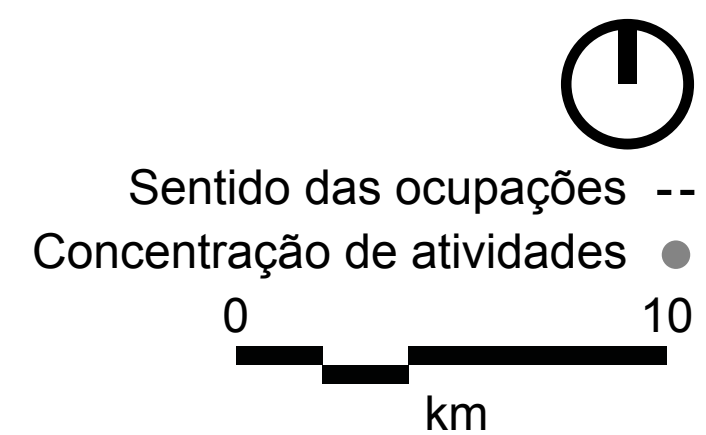 Sentido das ocupações --
Concentração de atividades
0 10
km